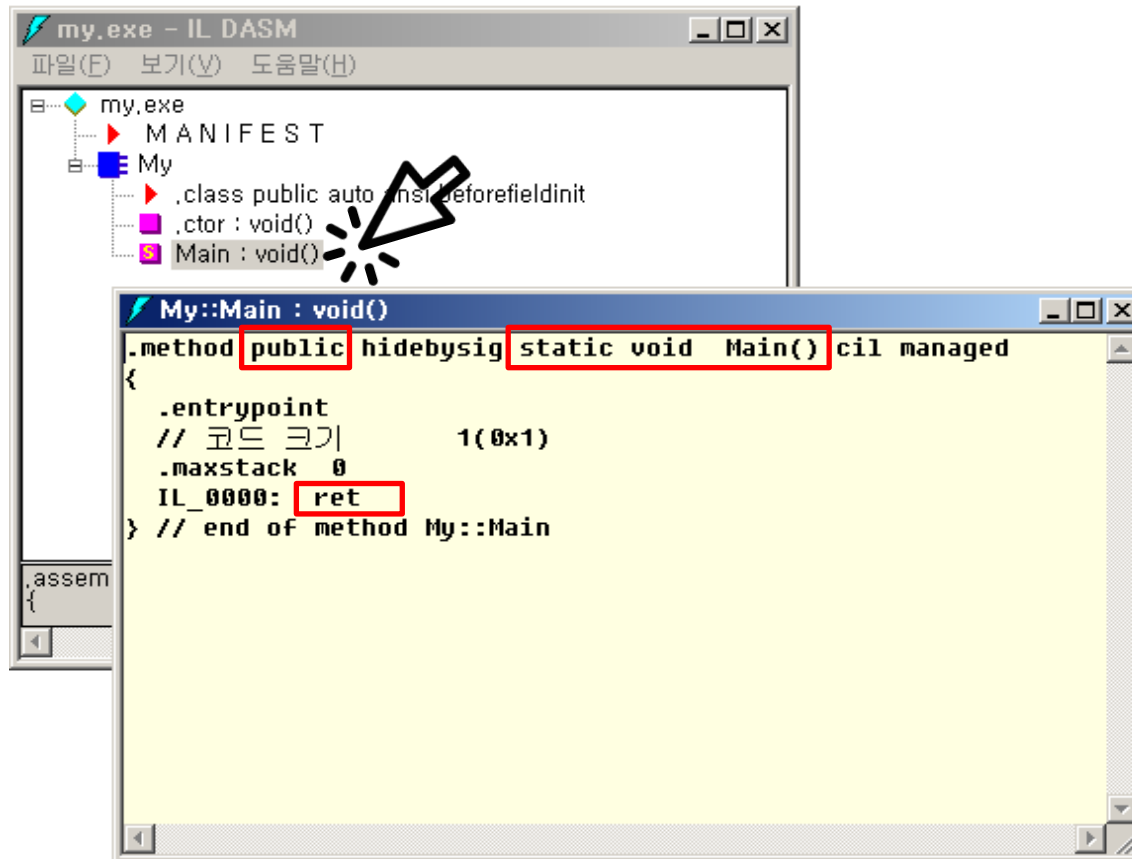 my.exe - IL DASM
파일(F) 보기(V) 도움말(H)
my.exe
M A N I F E S T
My
.class public auto ansi beforefieldinit
.ctor : void()
S Main : void()
My::Main : void()
.method public hidebysig static void Main() cil managed
{
.entrypoint
// 코드 크기 1(0x1)
.maxstack 0
IL_0000: ret
} // end of method My::Main
.assem
{